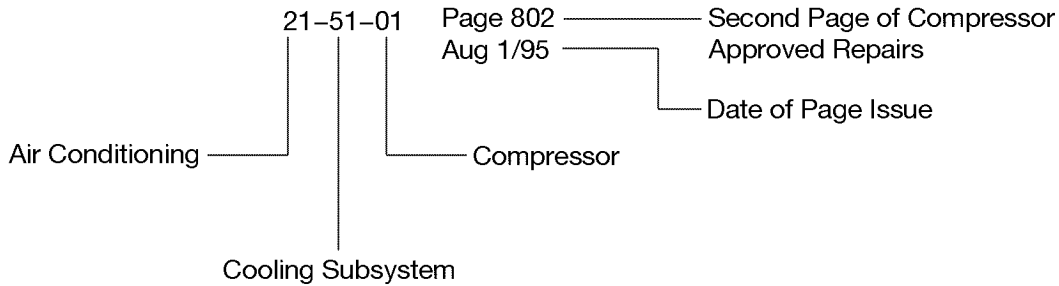 21–51–01
Page 802
Aug 1/95
Second Page of Compressor
Approved Repairs
Date of Page Issue
Air Conditioning
Compressor
Cooling Subsystem